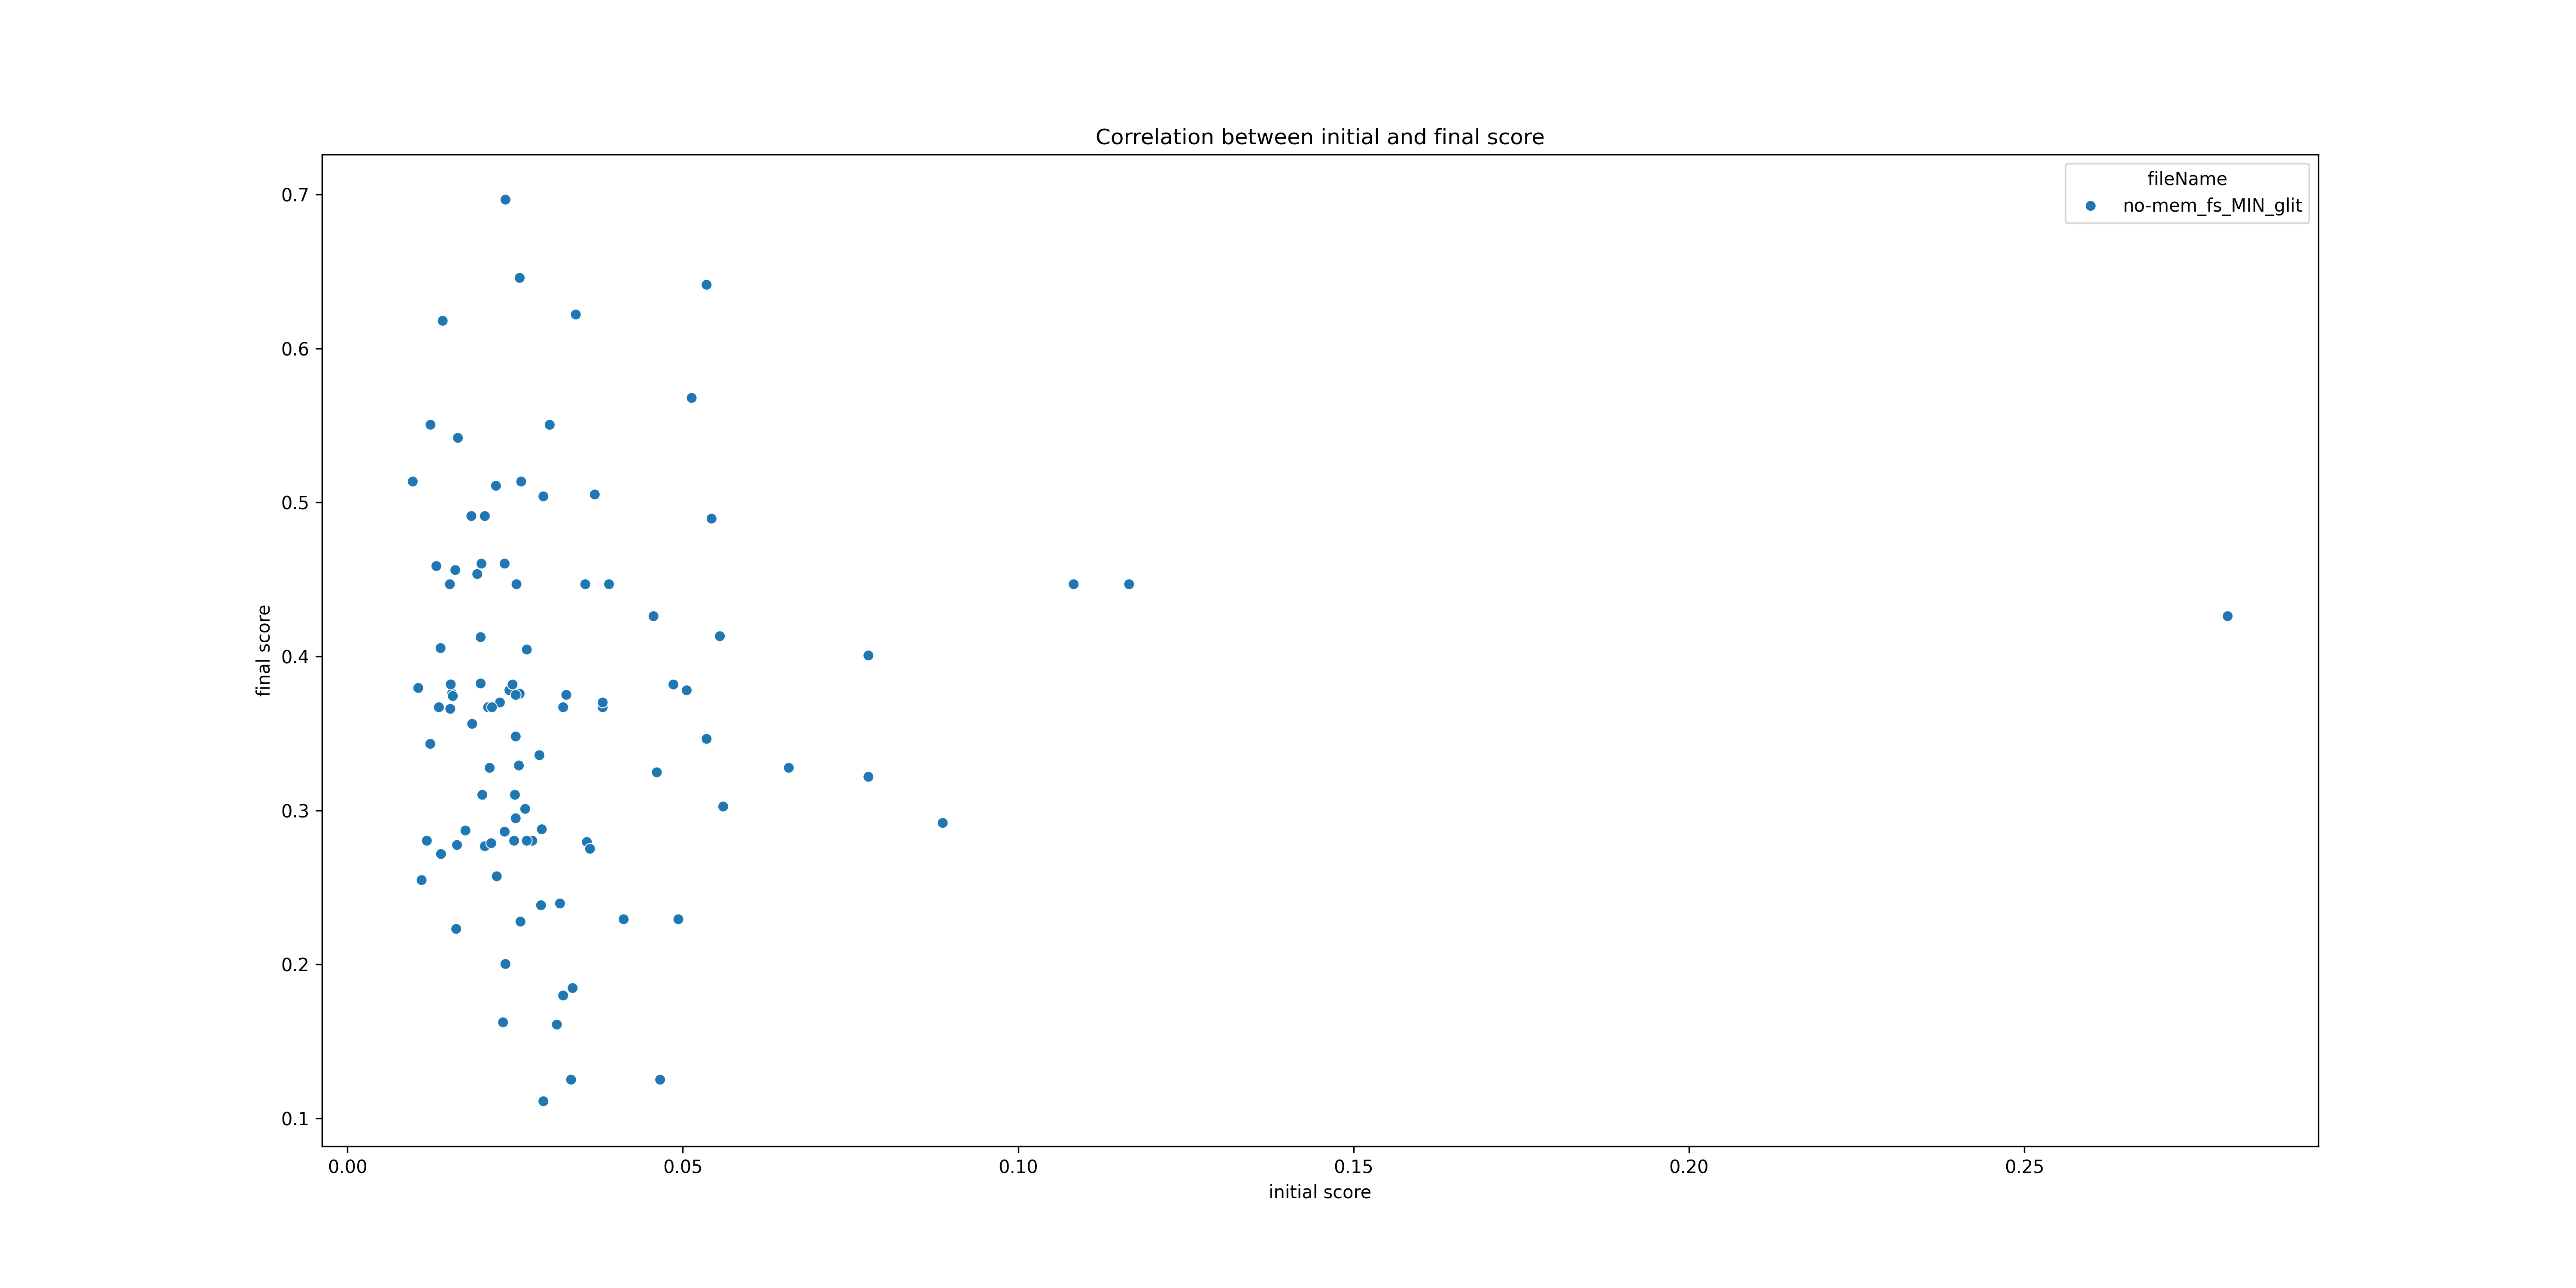 Correlation between initial and final score
fileName
no-mem_fs_MIN_glit
0.7
0.6
0.5
0.4
0.3
0.2
0.1
final score
0.00 0.05 0.10 0.15 0.20 0.25
initial score